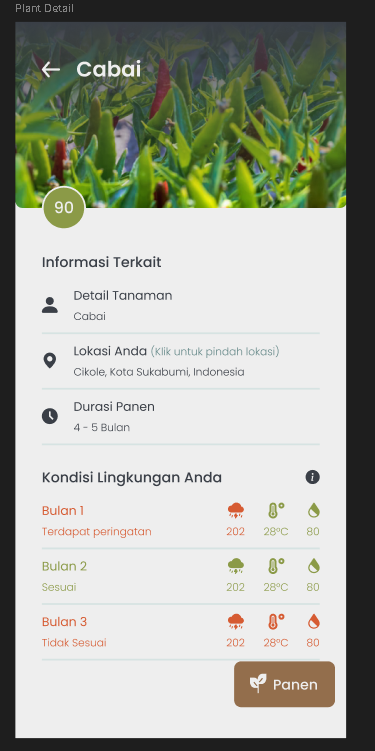 Plant Detail
Cabai
90
Informasi Terkait
Detail Tanaman
Cabai
Lokasi Anda (Klik untuk pindah lokasi)
Cikole, Kota Sukabumi, Indonesia
Durasi Panen
4 - 5 Bulan
Kondisi Lingkungan Anda
Bulan 1
Terdapat peringatan 202 28°C 80
Bulan 2
Sesuai 202 28°C 80
Bulan 3
Tidak Sesuai 202 28°C 80
Panen